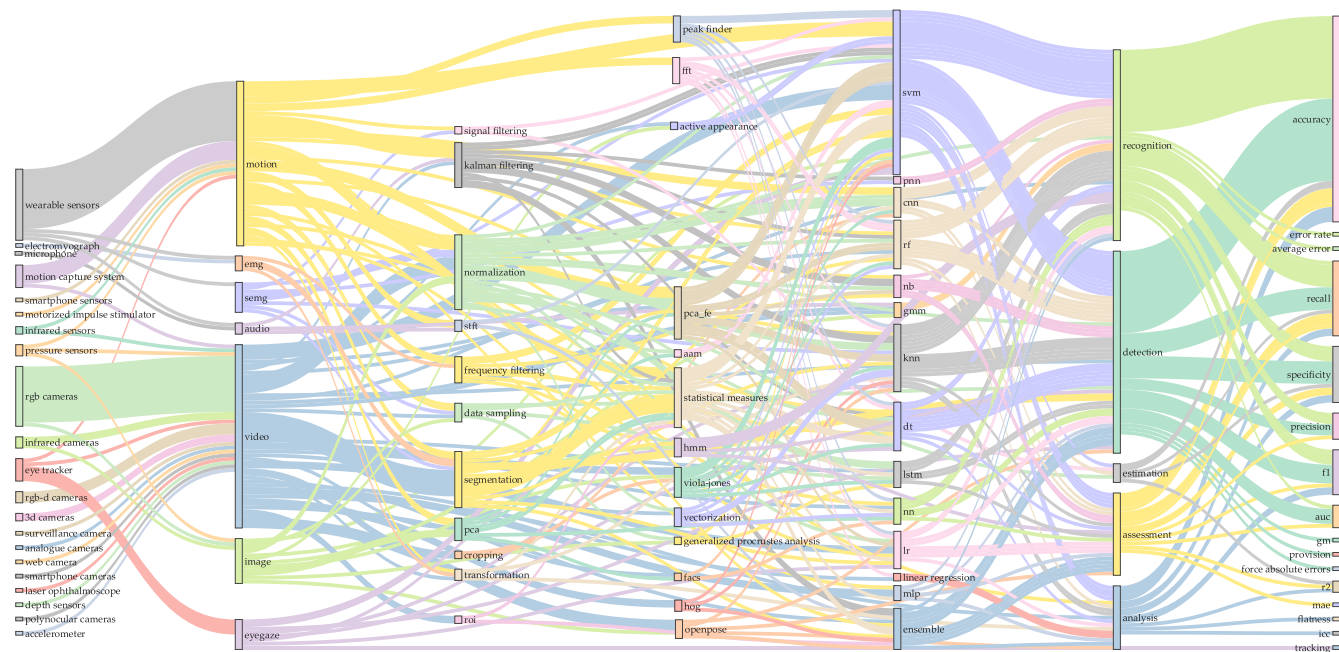 wearable sensors
electromyograph
microphone
motion capture system
smartphone sensors
motorized impulse stimulator
infrared sensors
pressure sensors
rgb cameras
infrared cameras
eye tracker
rgb-d cameras
3d cameras
surveillance camera
analogue cameras
web camera
smartphone cameras
laser ophthalmoscope
depth sensors
polynocular cameras
accelerometer
motion
emg
semg
audio
video
image
eyegaze
signal filtering
kalman filtering
normalization
stft
frequency filtering
data sampling
segmentation
pca
cropping
transformation
roi
peak finder
fft
active appearance
pca_fe
aam
statistical measures
hmm
viola-jones
vectorization
generalized procrustes analysis
facs
hog
openpose
svm
pnn
cnn
rf
nb
gmm
knn
dt
lstm
nn
lr
linear regression
mlp
ensemble
recognition
detection
estimation
assessment
analysis
accuracy
error rate
average error
recall
specificity
precision
f1
auc
gm
provision
force absolute errors
r2
mae
flatness
icc
tracking